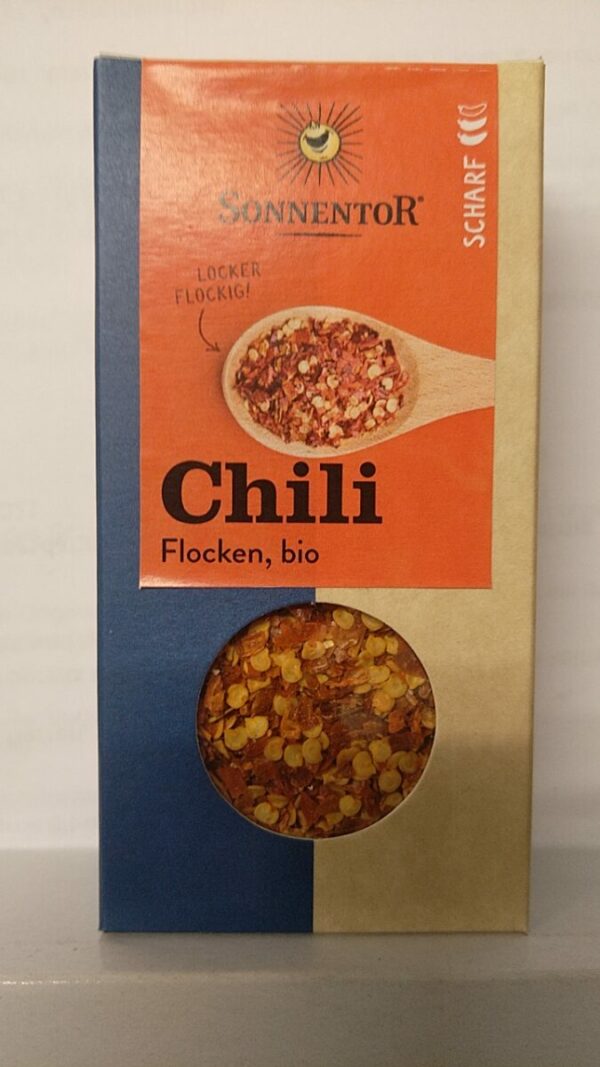 SONNENTOR®
SCHARF
LOCKER
FLOCKIG!
Chili
Flocken, bio